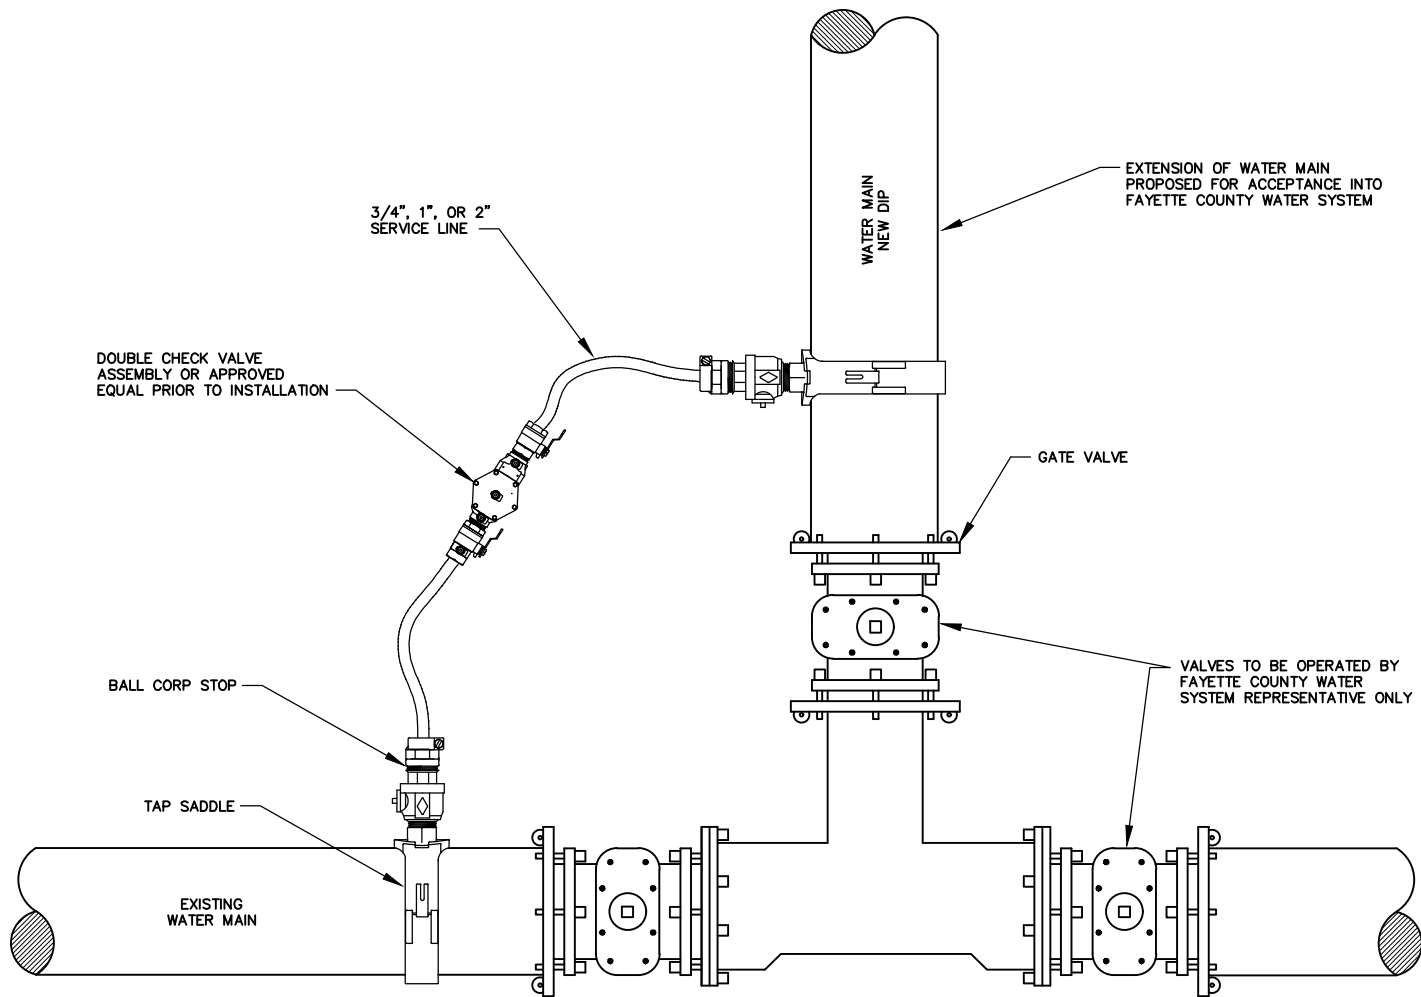 EXTENSION OF WATER MAIN
PROPOSED FOR ACCEPTANCE INTO
FAYETTE COUNTY WATER SYSTEM
WATER MAIN
NEW DIP
3/4", 1", OR 2"
SERVICE LINE
DOUBLE CHECK VALVE
ASSEMBLY OR APPROVED
EQUAL PRIOR TO INSTALLATION
GATE VALVE
VALVES TO BE OPERATED BY
FAYETTE COUNTY WATER
SYSTEM REPRESENTATIVE ONLY
BALL CORP STOP
TAP SADDLE
EXISTING
WATER MAIN